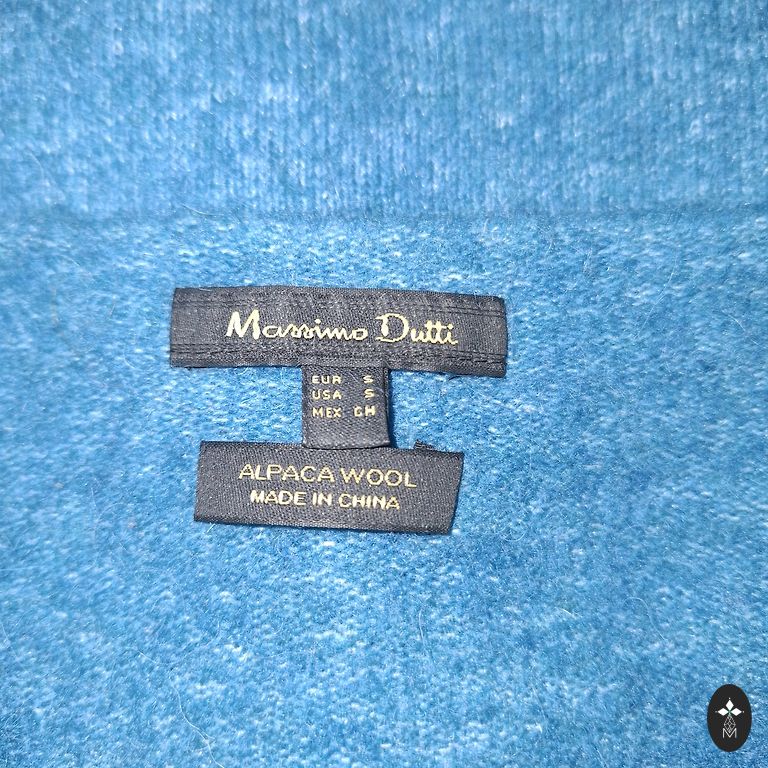 Massimo Dutti
EUR S
USA S
MEX CH
ALPACA WOOL
MADE IN CHINA
M